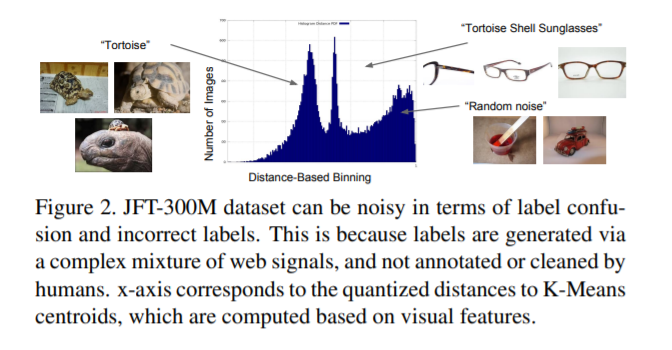 "Tortoise"
Histogram Distance PDF
"Tortoise Shell Sunglasses"
"Random noise"
Number of Images
Distance-Based Binning
Figure 2. JFT-300M dataset can be noisy in terms of label confu-
sion and incorrect labels. This is because labels are generated via
a complex mixture of web signals, and not annotated or cleaned by
humans. x-axis corresponds to the quantized distances to K-Means
centroids, which are computed based on visual features.